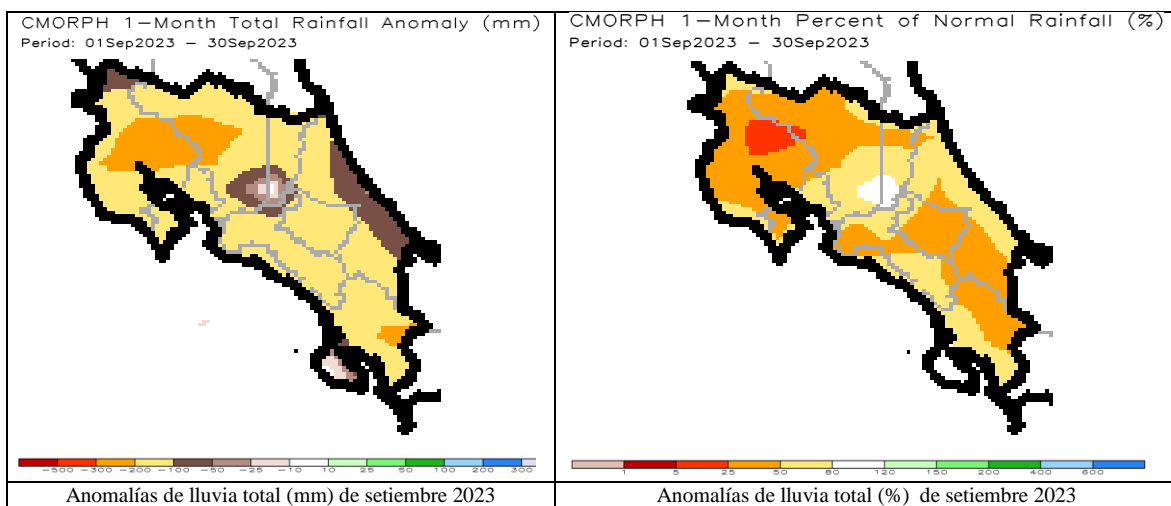 CMORPH 1-Month Total Rainfall Anomaly (mm)
Period: 01Sep2023 - 30Sep2023
-500 -300 -200 -100 -50 -25 -10 10 25 50 100 200 300
Anomalías de lluvia total (mm) de setiembre 2023
CMORPH 1-Month Percent of Normal Rainfall (%)
Period: 01Sep2023 - 30Sep2023
1 5 25 50 80 120 150 200 400 600
Anomalías de lluvia total (%) de setiembre 2023